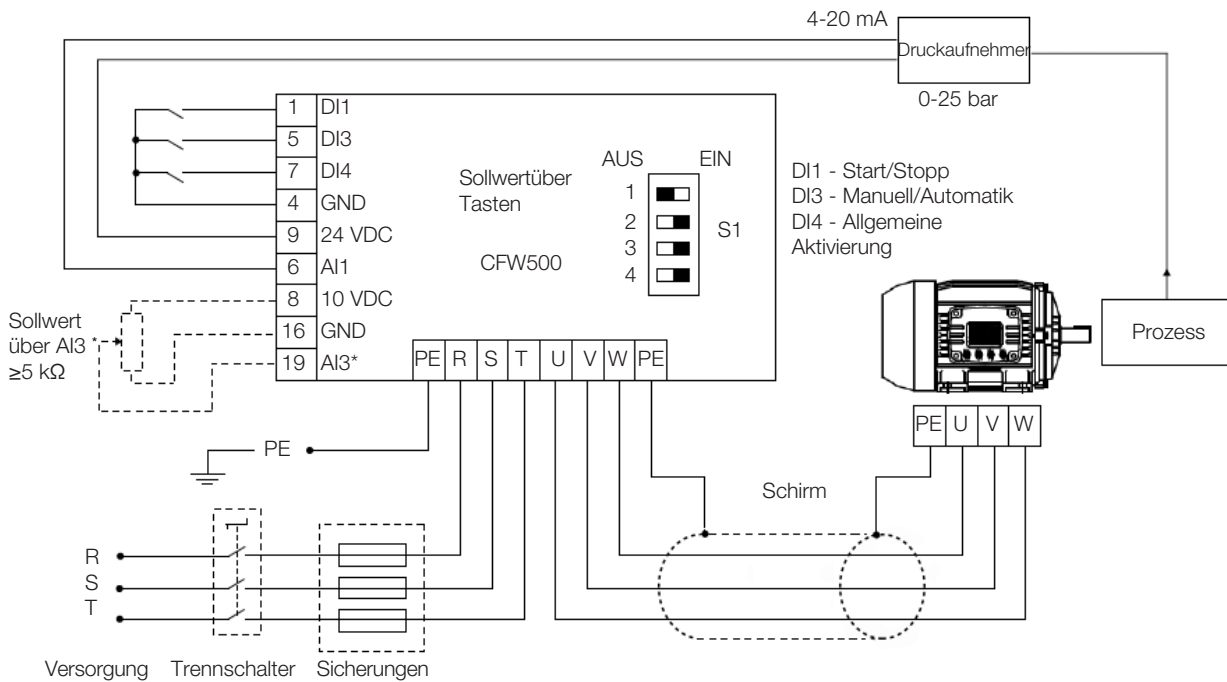 4-20 mA
Druckaufnehmer
0-25 bar
1 DI1
5 DI3
7 DI4
4 GND
9 24 VDC
6 AI1
8 10 VDC
16 GND
19 AI3*
Sollwertüber
Tasten
CFW500
AUS EIN
1
2
3
4
S1
DI1 - Start/Stopp
DI3 - Manuell/Automatik
DI4 - Allgemeine
Aktivierung
Sollwert
über AI3 *
≥5 kΩ
PE R S T U V W PE
Prozess
PE U V W
PE
Schirm
R
S
T
Versorgung Trennschalter Sicherungen